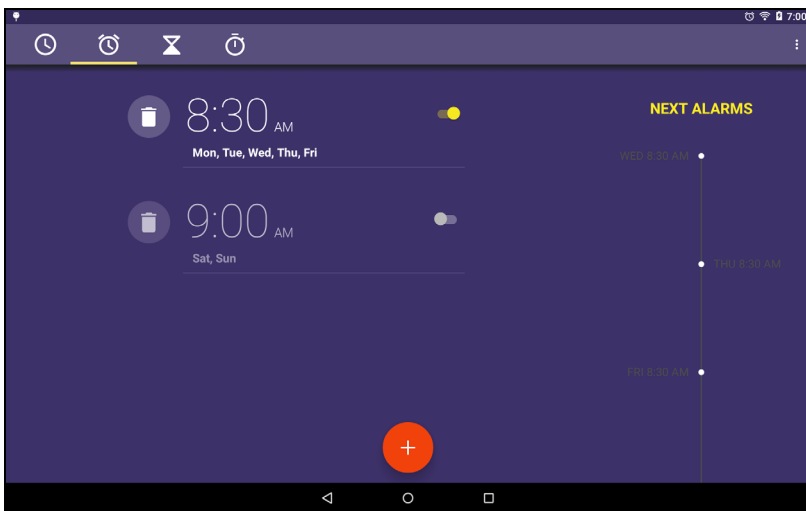 7:00
8:30 AM
Mon, Tue, Wed, Thu, Fri
9:00 AM
Sat, Sun
NEXT ALARMS
WED 8:30 AM
THU 8:30 AM
FRI 8:30 AM